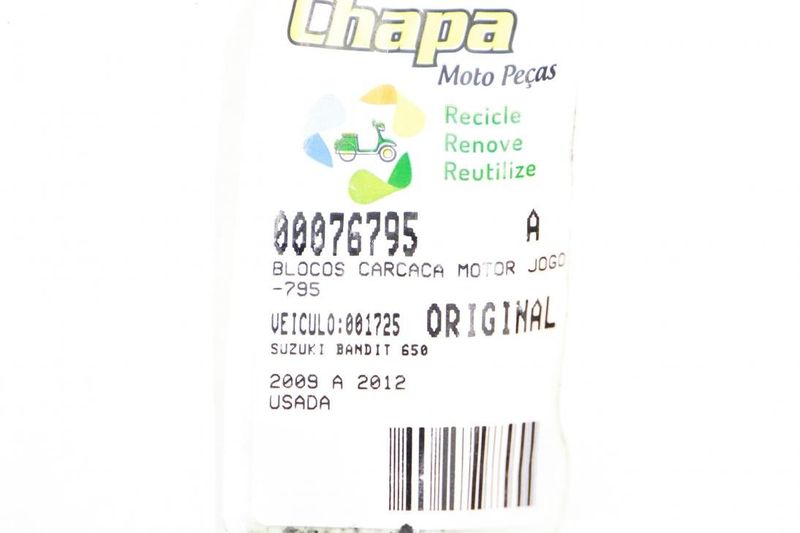 Chapa
Moto Peças
Recicle
Renove
Reutilize
00076795 A
BLOCOS CARCACA MOTOR JOGO
-795
VEICULO:001725 ORIGINAL
SUZUKI BANDIT 650
2009 A 2012
USADA